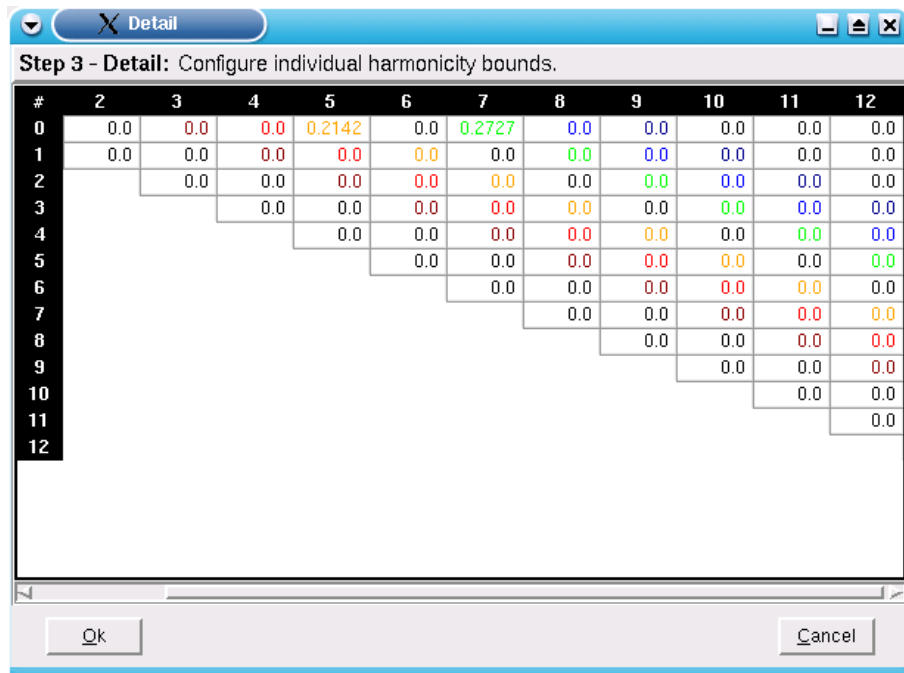 X Detail
Step 3 - Detail: Configure individual harmonicity bounds.
# 2 3 4 5 6 7 8 9 10 11 12
0 0.0 0.0 0.0 0.2142 0.0 0.2727 0.0 0.0 0.0 0.0 0.0
1 0.0 0.0 0.0 0.0 0.0 0.0 0.0 0.0 0.0 0.0 0.0
2 0.0 0.0 0.0 0.0 0.0 0.0 0.0 0.0 0.0 0.0
3 0.0 0.0 0.0 0.0 0.0 0.0 0.0 0.0 0.0
4 0.0 0.0 0.0 0.0 0.0 0.0 0.0 0.0
5 0.0 0.0 0.0 0.0 0.0 0.0 0.0
6 0.0 0.0 0.0 0.0 0.0 0.0
7 0.0 0.0 0.0 0.0 0.0
8 0.0 0.0 0.0 0.0
9 0.0 0.0 0.0
10 0.0 0.0
11 0.0
12
Ok Cancel